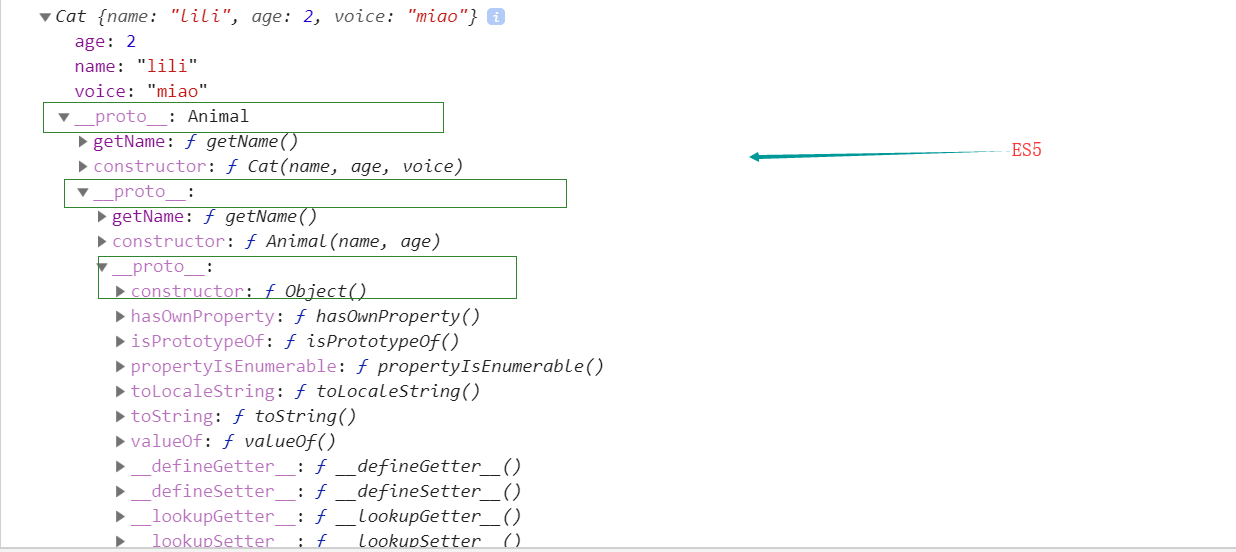 Cat {name: "lili", age: 2, voice: "miao"} i
age: 2
name: "lili"
voice: "miao"
__proto__: Animal
getName: ƒ getName()
constructor: ƒ Cat(name, age, voice)
ES5
__proto__:
getName: ƒ getName()
constructor: ƒ Animal(name, age)
__proto__:
constructor: ƒ Object()
hasOwnProperty: ƒ hasOwnProperty()
isPrototypeOf: ƒ isPrototypeOf()
propertyIsEnumerable: ƒ propertyIsEnumerable()
toLocaleString: ƒ toLocaleString()
toString: ƒ toString()
valueOf: ƒ valueOf()
__defineGetter__: ƒ __defineGetter__()
__defineSetter__: ƒ __defineSetter__()
__lookupGetter__: ƒ __lookupGetter__()
__lookupSetter__: ƒ __lookupSetter__()